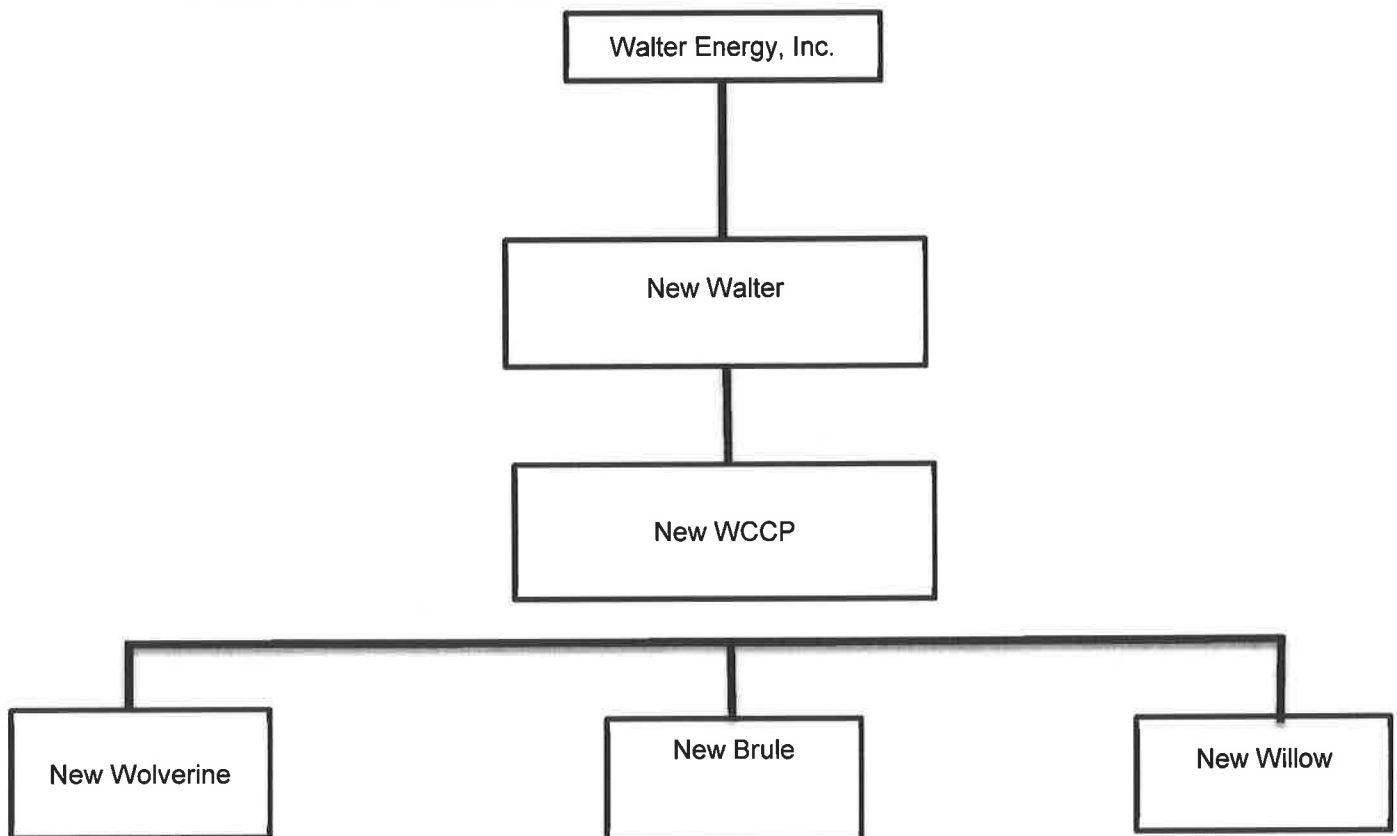 Walter Energy, Inc.
New Walter
New WCCP
New Wolverine
New Brule
New Willow